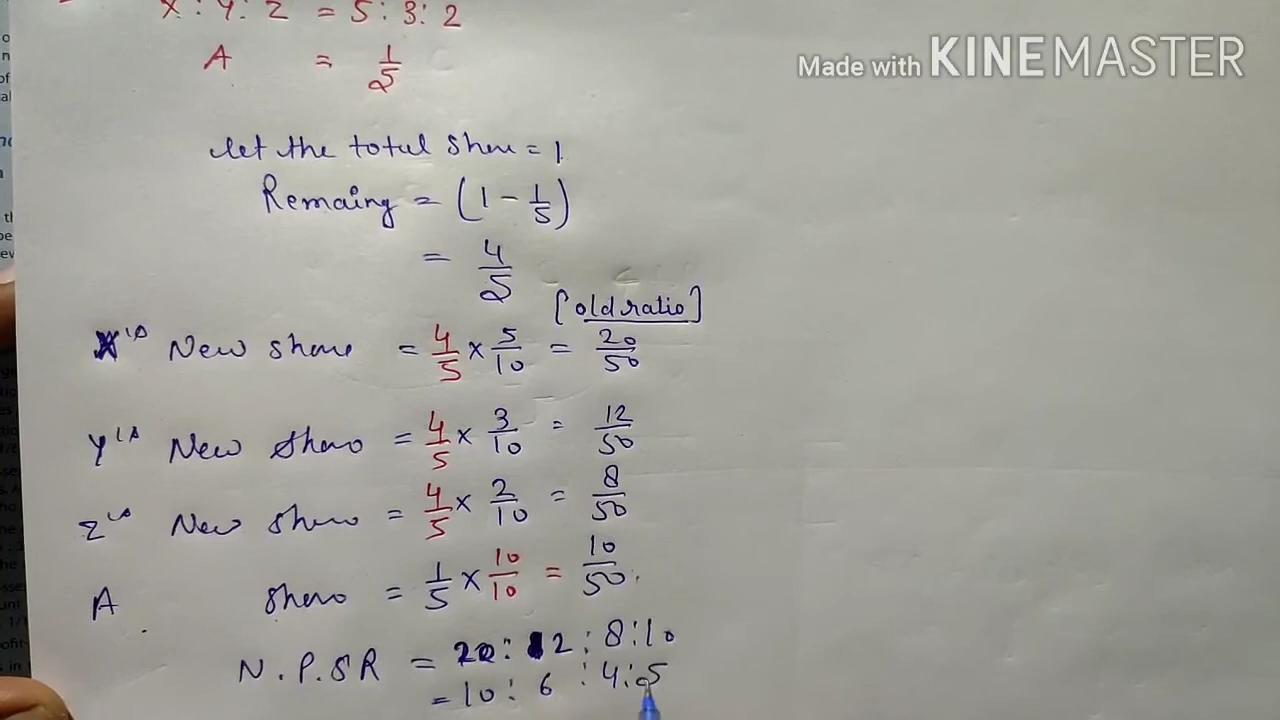 X : Y : Z = 5 : 3 : 2
A = 1/5
Made with KINEMASTER
let the total Share = 1
Remaing = (1 - 1/5)
= 4/5
[old ratio]
X's New share = 4/5 × 5/10 = 20/50
Y's New Share = 4/5 × 3/10 = 12/50
Z's New share = 4/5 × 2/10 = 8/50
A share = 1/5 × 10/10 = 10/50.
N.P.SR = 20 : 12 : 8 : 10
= 10 : 6 : 4 : 5